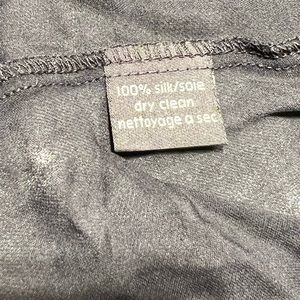 100% silk/soie
dry clean
nettoyage a sec